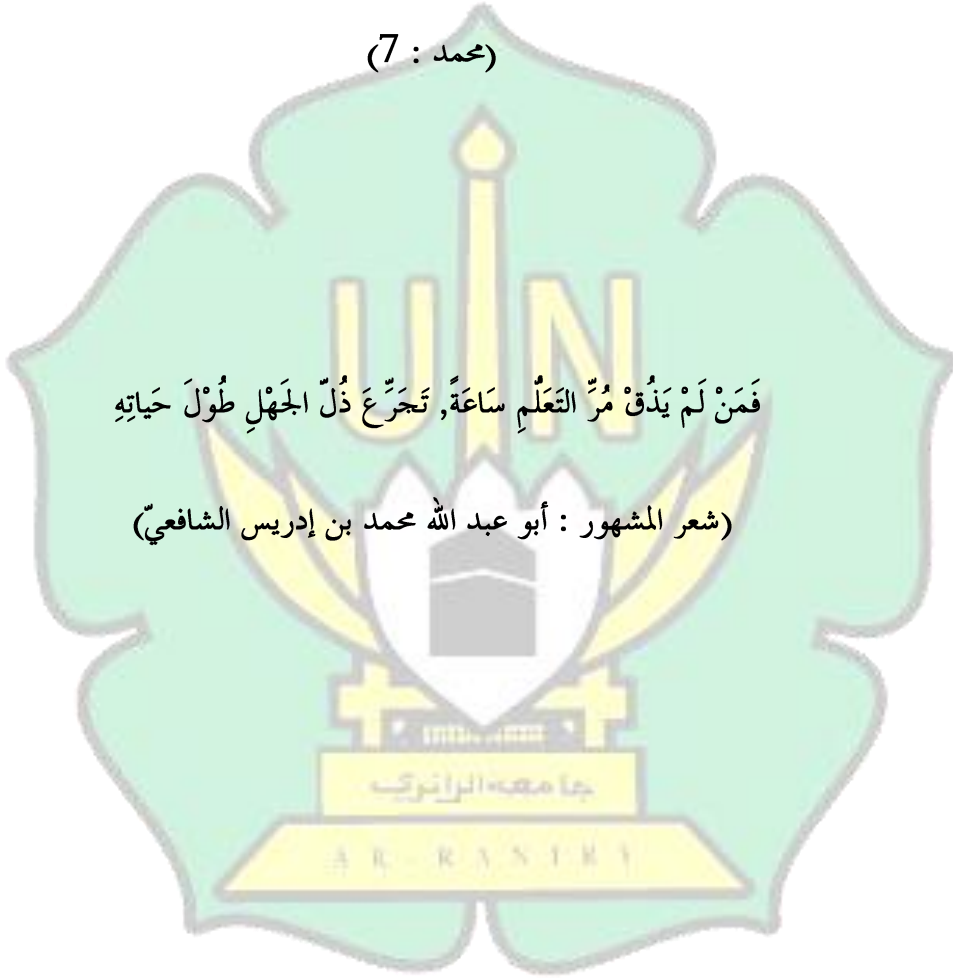 (محمد : 7)
UIN
فَمَنْ لَمْ يَذُقْ مُرَّ التَعَلُّمِ سَاعَةً, تَجَرَّعَ ذُلّ الجَهْلِ طُوْلَ حَياتِهِ
(شعر المشهور : أبو عبد الله محمد بن إدريس الشافعيّ)
جامعة الرانري
AR - RANIRY